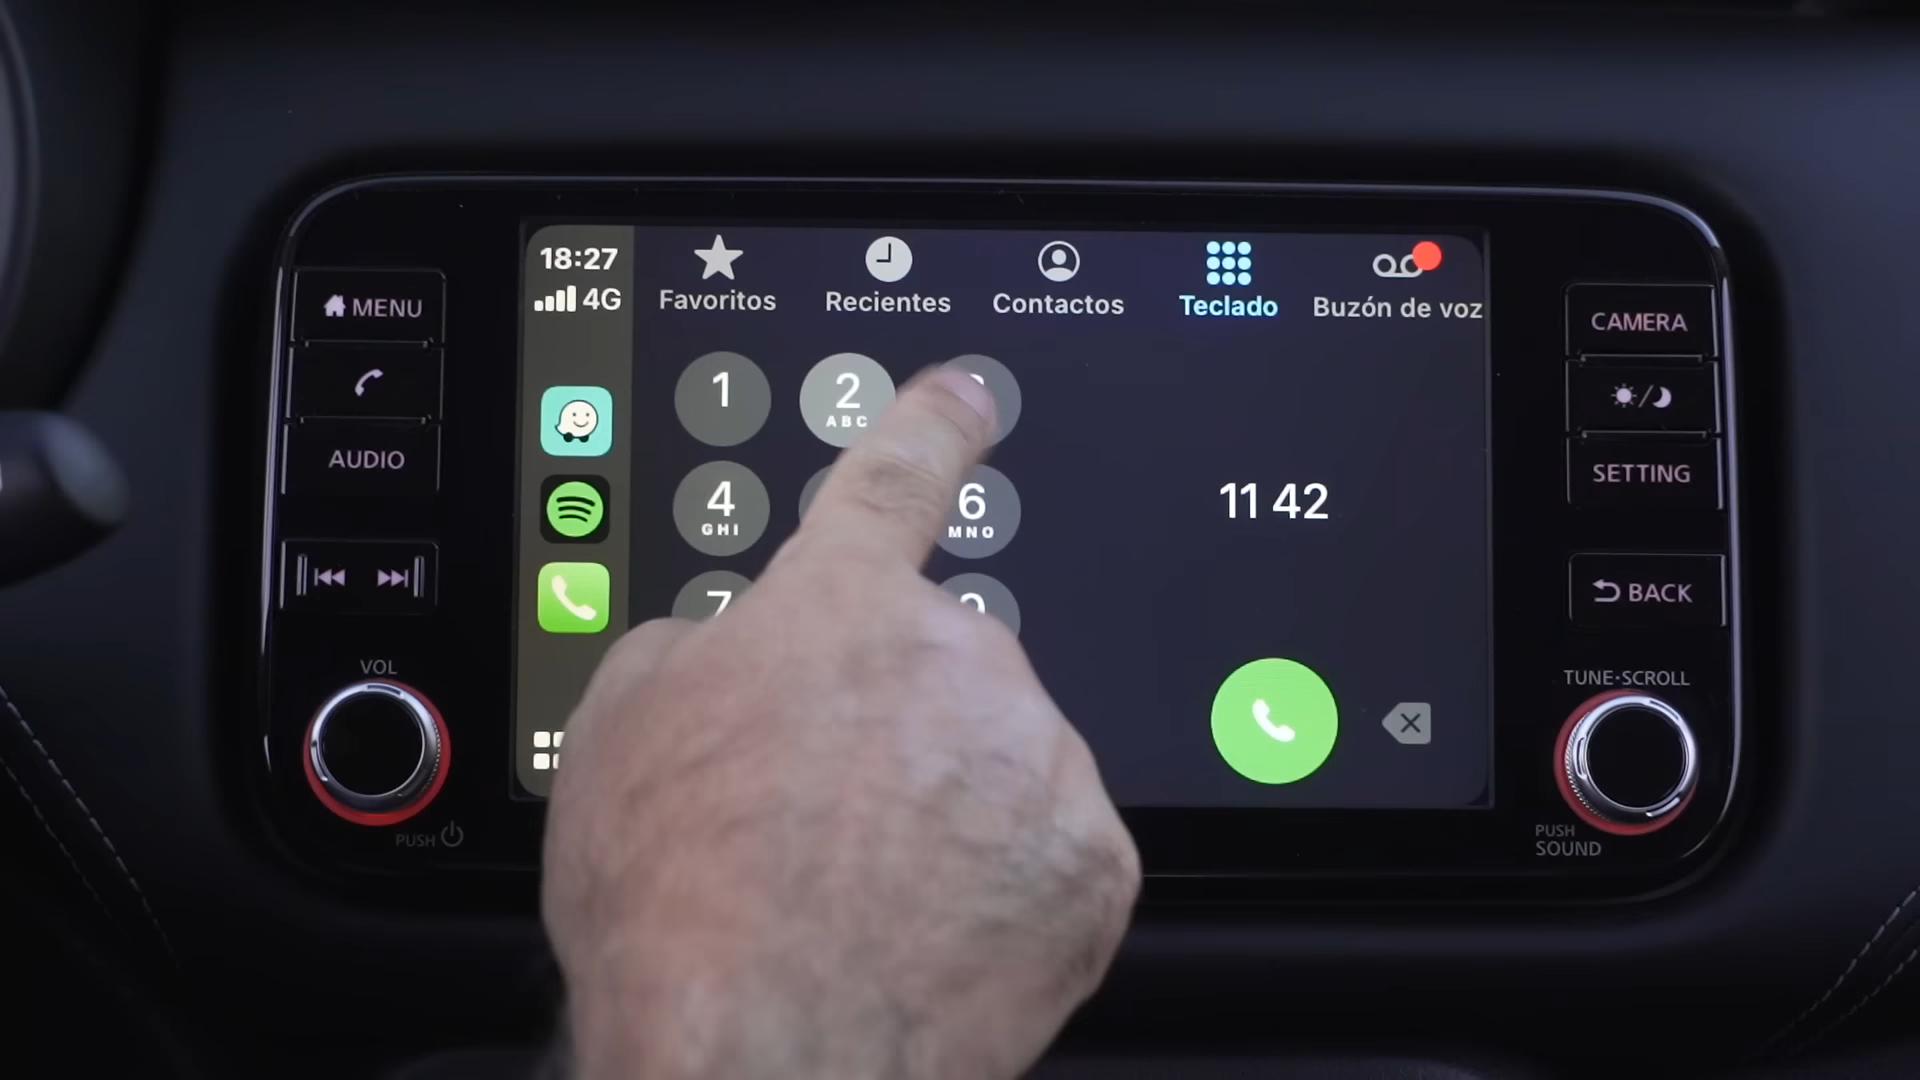 18:27
4G
Favoritos
Recientes
Contactos
Teclado
Buzón de voz
MENU
AUDIO
VOL
PUSH
1
2
ABC
4
GHI
6
MNO
7
11 42
CAMERA
SETTING
BACK
TUNE·SCROLL
PUSH
SOUND